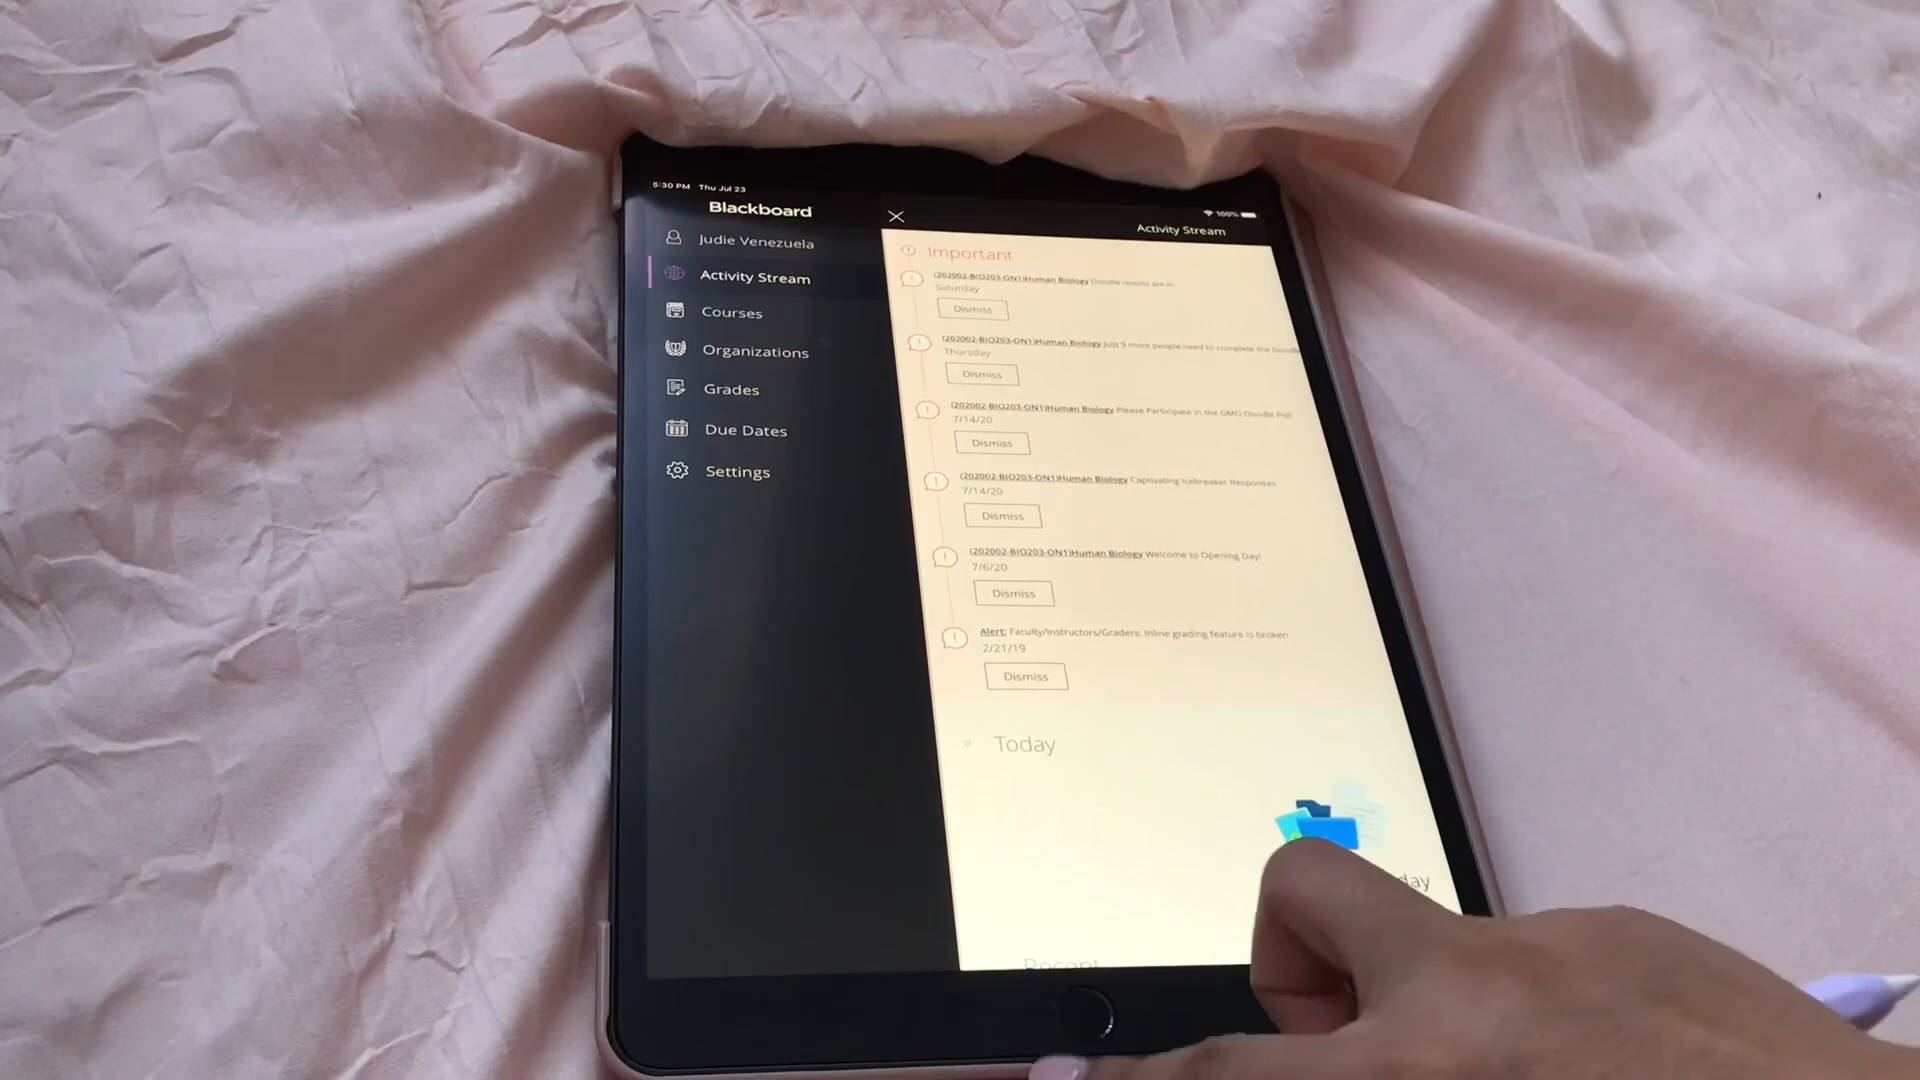 5:30 PM Thu Jul 23
100%
Blackboard
Activity Stream
Judie Venezuela
Activity Stream
Courses
Organizations
Grades
Due Dates
Settings
Important
(202002-BIO203-ON1)Human Biology Doodle results are in
Saturday
Dismiss
(202002-BIO203-ON1)Human Biology Just 9 more people need to complete the Doodle
Thursday
Dismiss
(202002-BIO203-ON1)Human Biology Please Participate in the GMO Doodle Poll
7/14/20
Dismiss
(202002-BIO203-ON1)Human Biology Captivating Icebreaker Responses
7/14/20
Dismiss
(202002-BIO203-ON1)Human Biology Welcome to Opening Day!
7/6/20
Dismiss
Alert: Faculty/Instructors/Graders: Inline grading feature is broken
2/21/19
Dismiss
Today
day
Recent